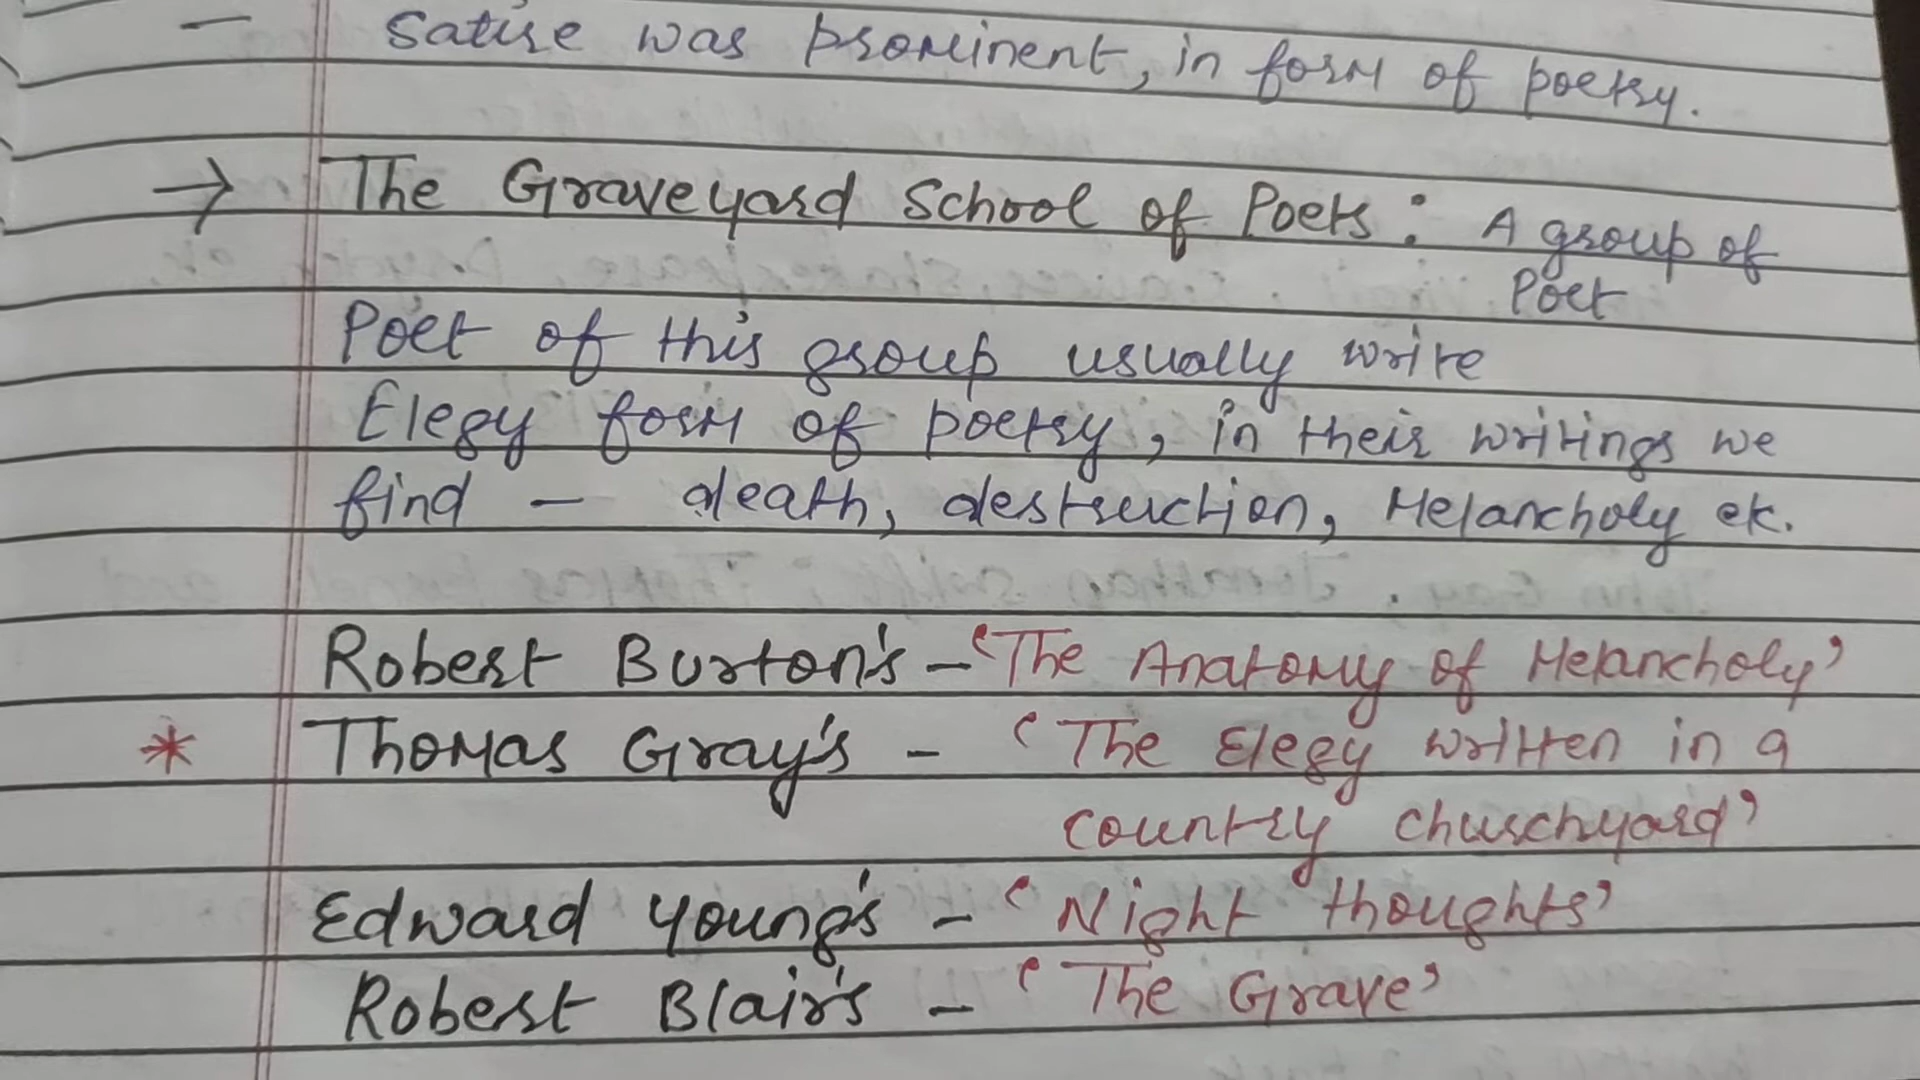 – Satire was prominent, in form of poetry.
→ The Graveyard School of Poets : A group of
Poet
Poet of this group usually write
Elegy form of poetry, in their writings we
find – death, destruction, Melancholy etc.
Robert Burton's – 'The Anatomy of Melancholy'
* Thomas Gray's – 'The Elegy written in a
country churchyard'
Edward Young's – 'Night thoughts'
Robert Blair's – 'The Grave'